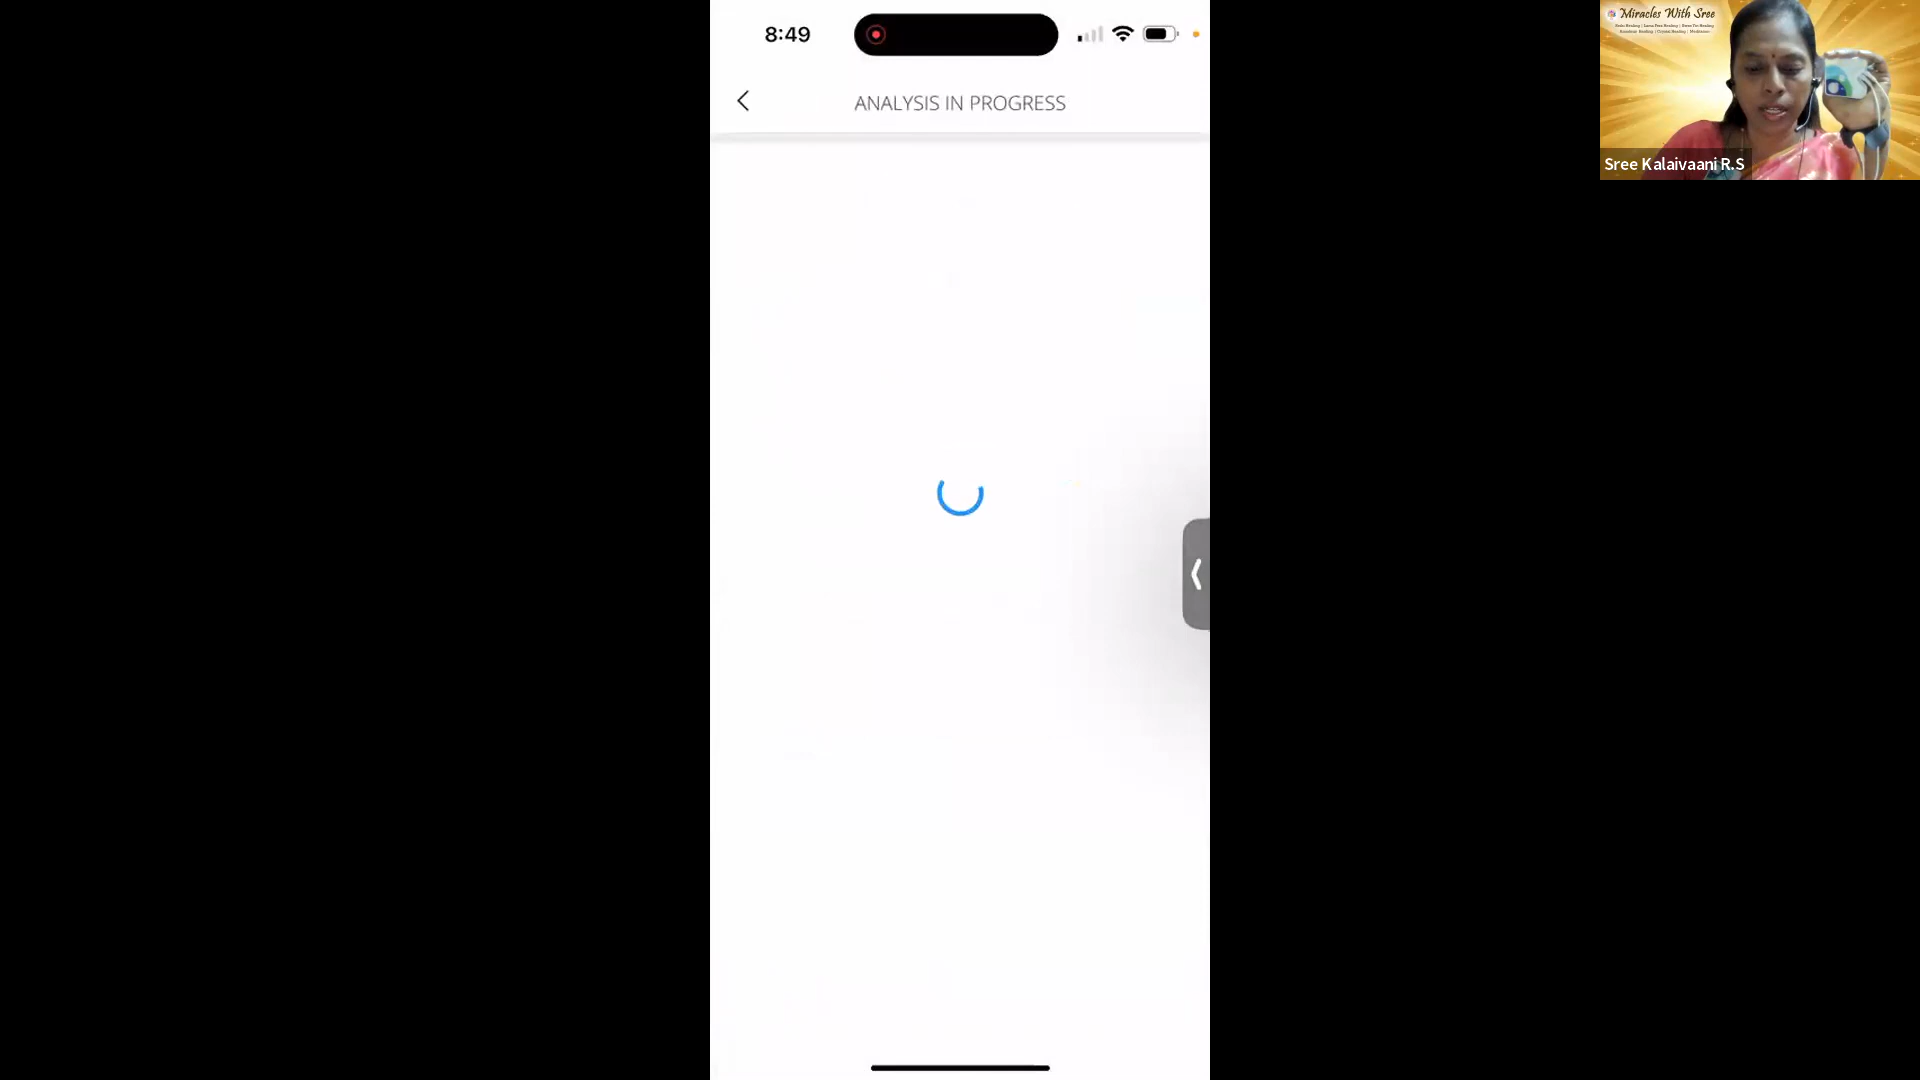 8:49
ANALYSIS IN PROGRESS
Miracles With Sree
Sree Kalaivaani R.S